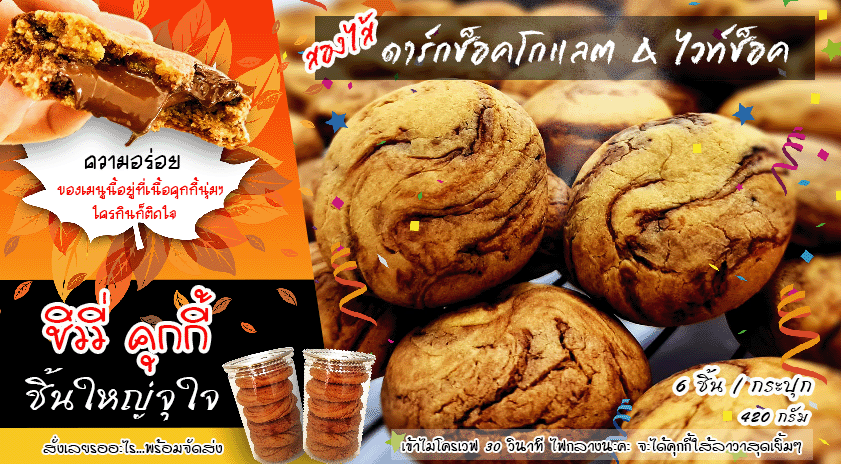 สองไส้
ดาร์กช็อคโกแลต & ไวท์ช็อค
ความอร่อย
ของเมนูนี้อยู่ที่เนื้อคุกกี้นุ่มๆ
ใครกินก็ติดใจ
ชิววี่ คุกกี้
ชิ้นใหญ่จุใจ
สั่งเลยรออะไร...พร้อมจัดส่ง
6 ชิ้น / กระปุก
420 กรัม
เข้าไมโครเวฟ 30 วินาที ไฟกลางนะคะ จะได้คุกกี้ไส้ลาวาสุดเยิ้มๆ